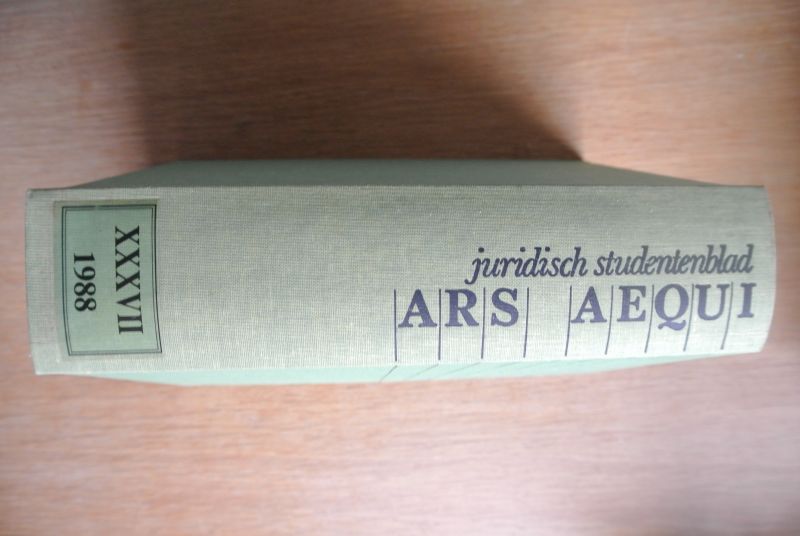 juridisch studentenblad
ARS AEQUI
XXXVII
1988